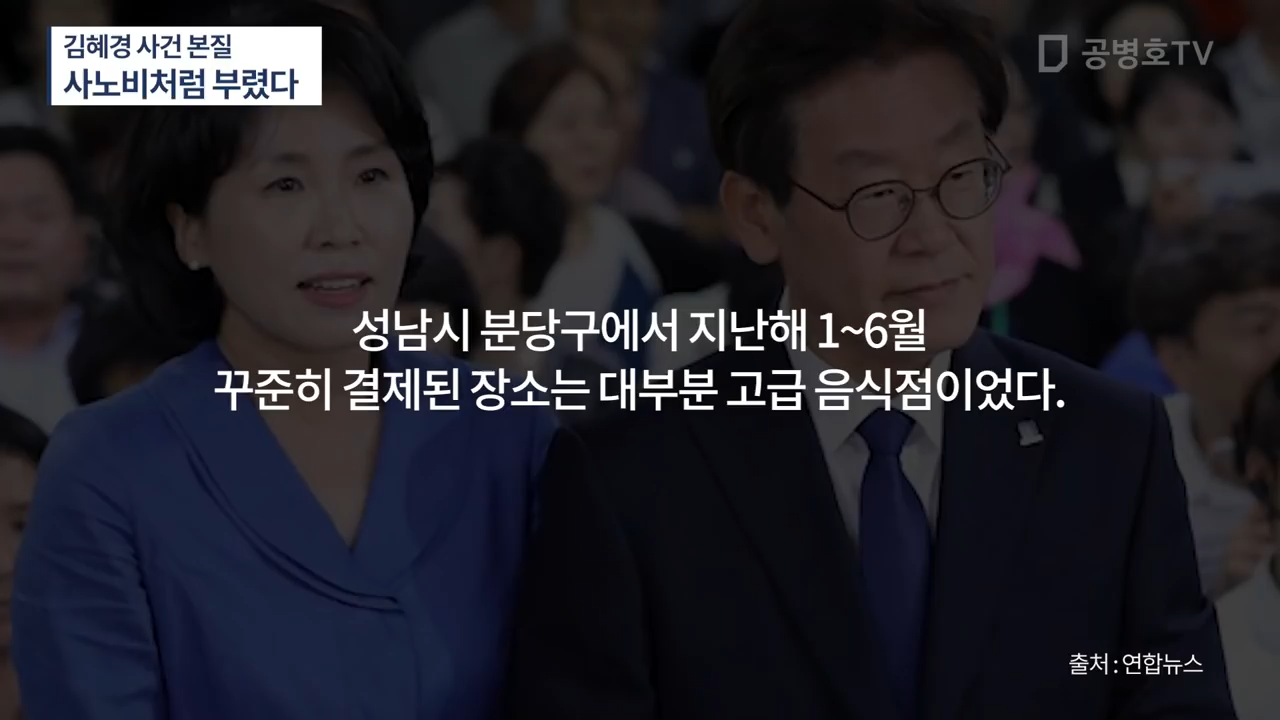 김혜경 사건 본질
사노비처럼 부렸다
공병호TV
성남시 분당구에서 지난해 1~6월
꾸준히 결제된 장소는 대부분 고급 음식점이었다.
출처 : 연합뉴스